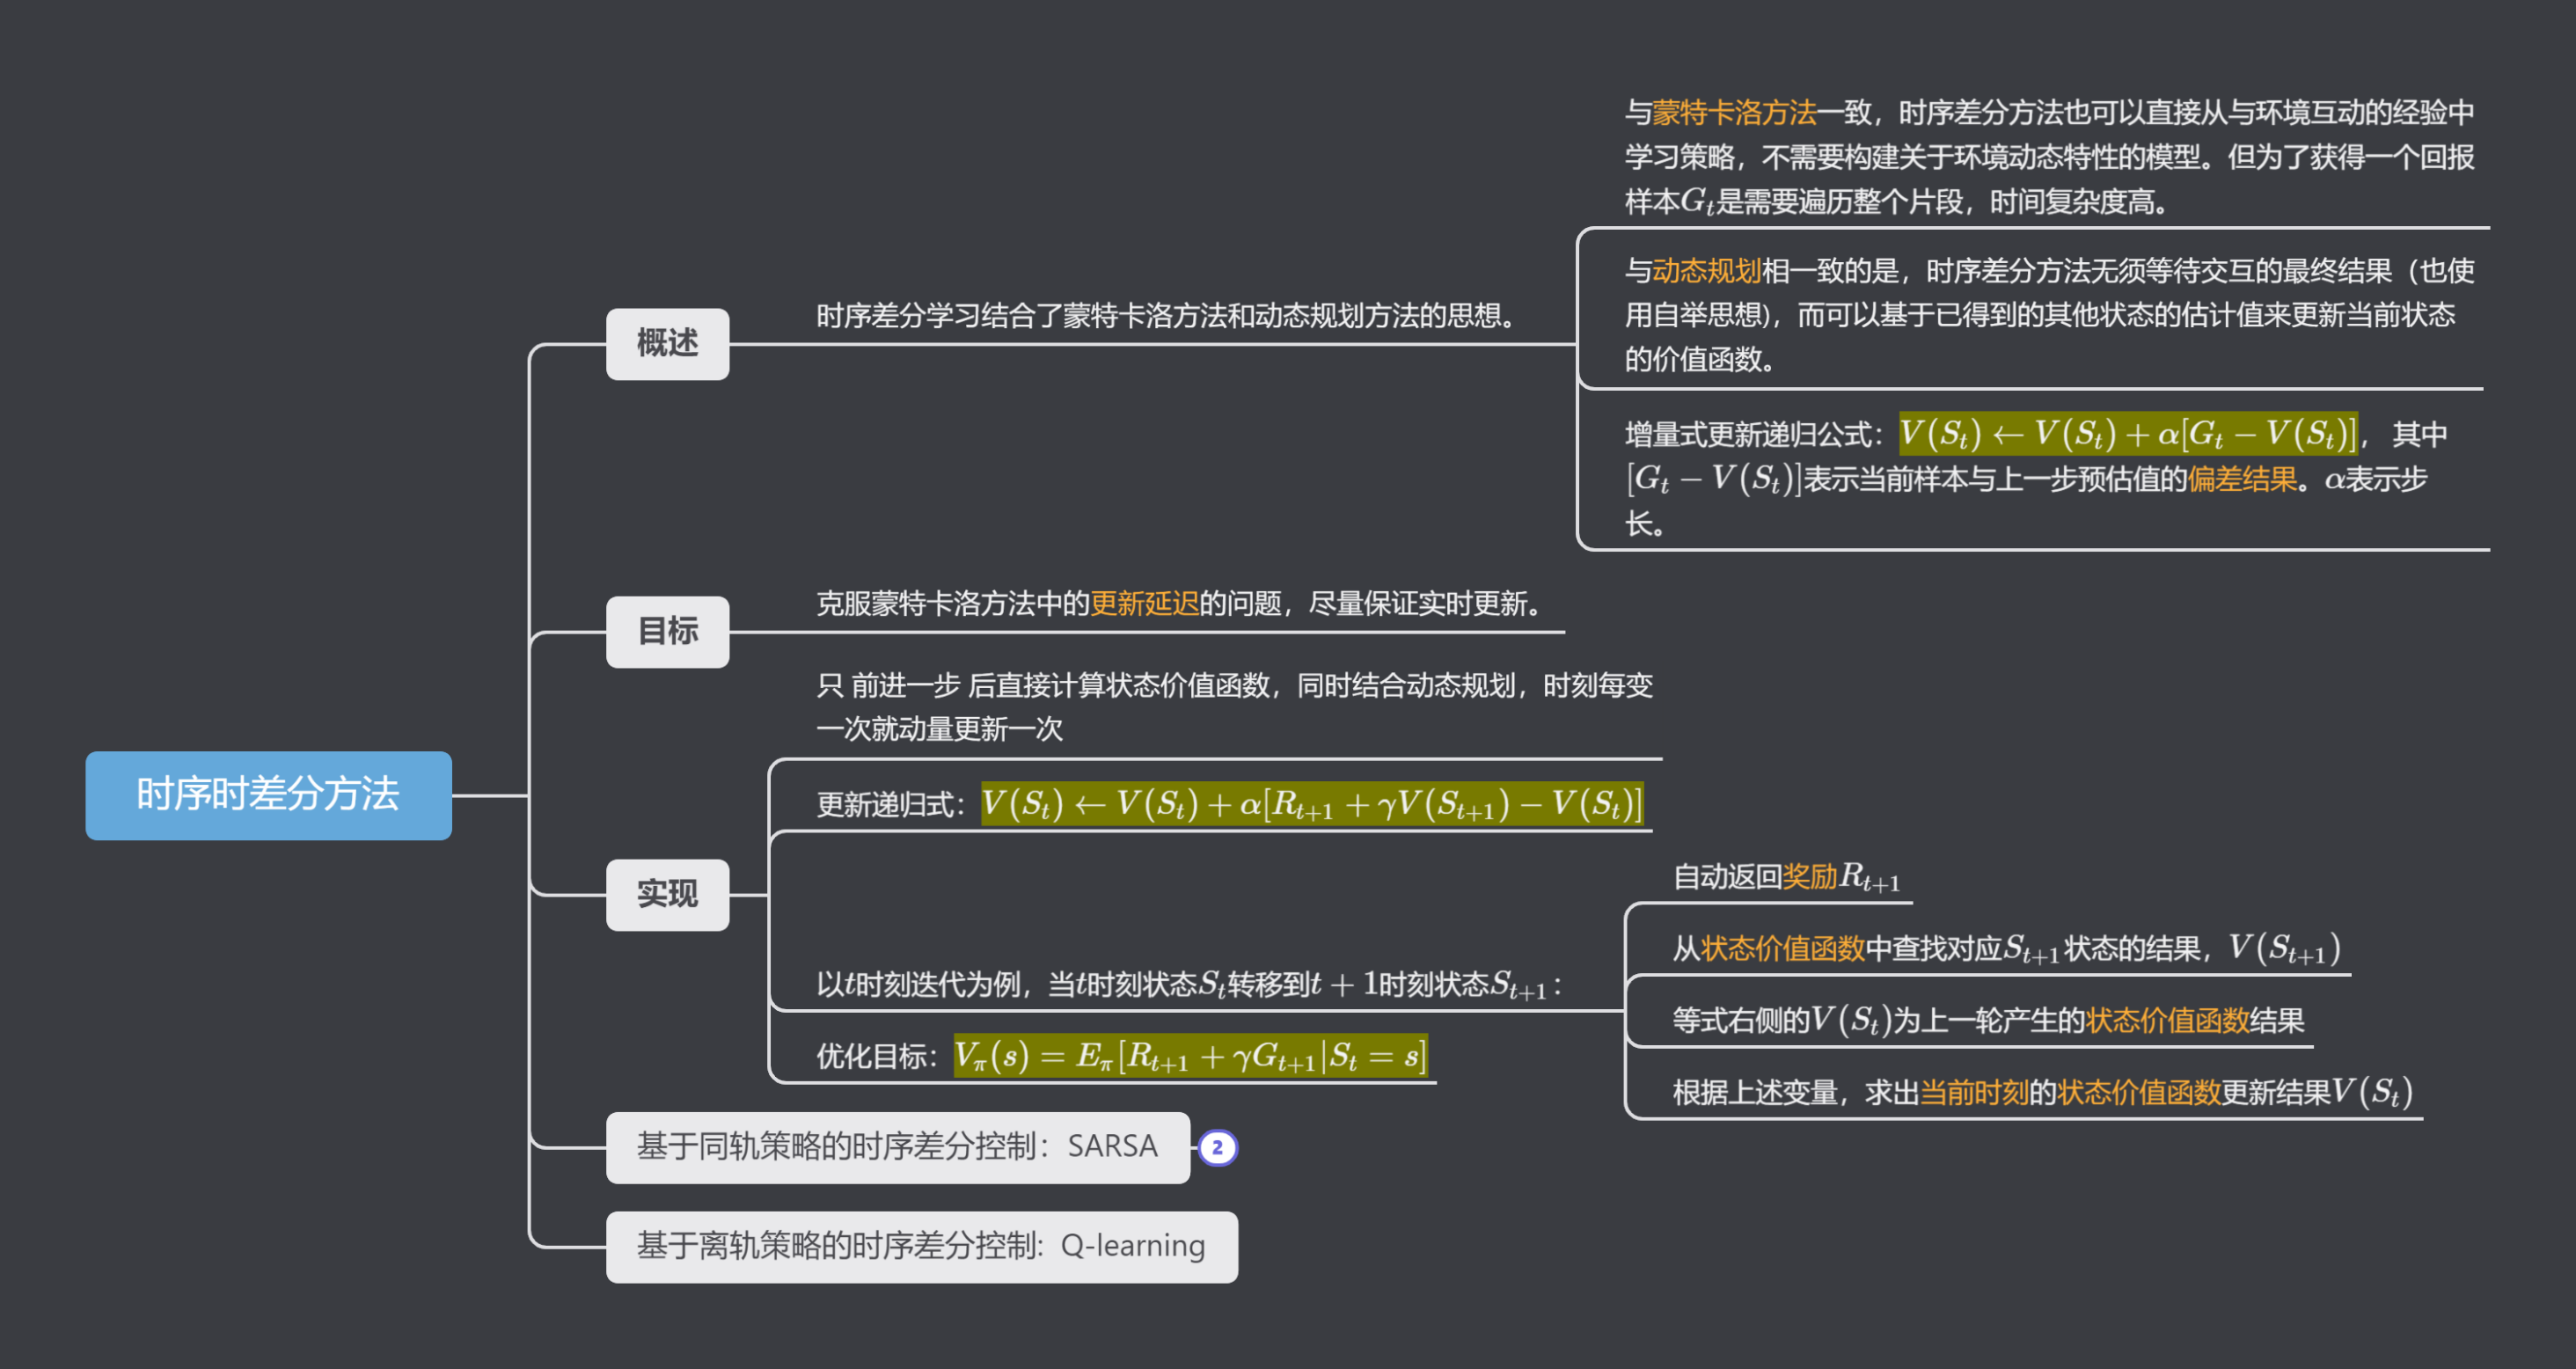 时序时差分方法
概述
时序差分学习结合了蒙特卡洛方法和动态规划方法的思想。
与蒙特卡洛方法一致，时序差分方法也可以直接从与环境互动的经验中
学习策略，不需要构建关于环境动态特性的模型。但为了获得一个回报
样本$G_t$是需要遍历整个片段，时间复杂度高。
与动态规划相一致的是，时序差分方法无须等待交互的最终结果（也使
用自举思想)，而可以基于已得到的其他状态的估计值来更新当前状态
的价值函数。
增量式更新递归公式：$V(S_t) \leftarrow V(S_t) + \alpha[G_t - V(S_t)]$， 其中
$[G_t - V(S_t)]$表示当前样本与上一步预估值的偏差结果。$\alpha$表示步
长。
目标
克服蒙特卡洛方法中的更新延迟的问题，尽量保证实时更新。
实现
只 前进一步 后直接计算状态价值函数，同时结合动态规划，时刻每变
一次就动量更新一次
更新递归式：$V(S_t) \leftarrow V(S_t) + \alpha[R_{t+1} + \gamma V(S_{t+1}) - V(S_t)]$
以$t$时刻迭代为例，当$t$时刻状态$S_t$转移到$t+1$时刻状态$S_{t+1}$：
自动返回奖励$R_{t+1}$
从状态价值函数中查找对应$S_{t+1}$状态的结果，$V(S_{t+1})$
等式右侧的$V(S_t)$为上一轮产生的状态价值函数结果
根据上述变量，求出当前时刻的状态价值函数更新结果$V(S_t)$
优化目标：$V_\pi(s) = E_\pi[R_{t+1} + \gamma G_{t+1} | S_t = s]$
基于同轨策略的时序差分控制：SARSA
2
基于离轨策略的时序差分控制：Q-learning